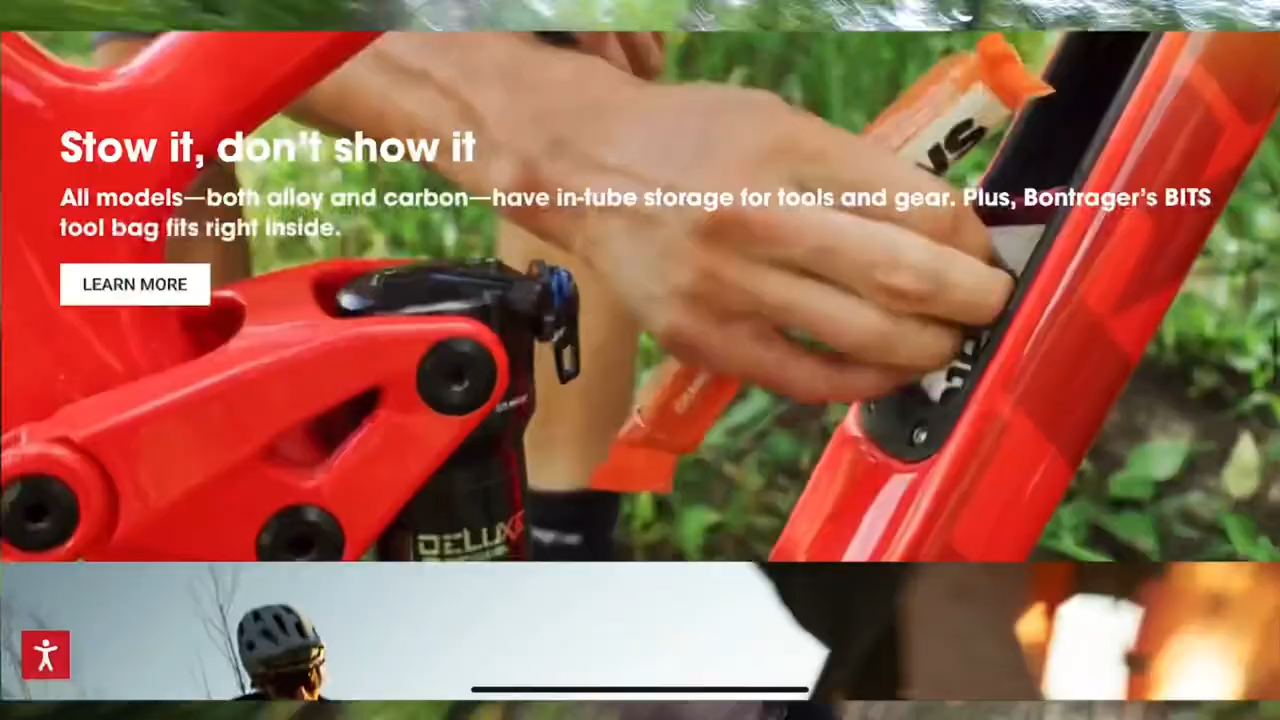 Stow it, don't show it
All models—both alloy and carbon—have in-tube storage for tools and gear. Plus, Bontrager's BITS
tool bag fits right inside.
LEARN MORE
DELUXE